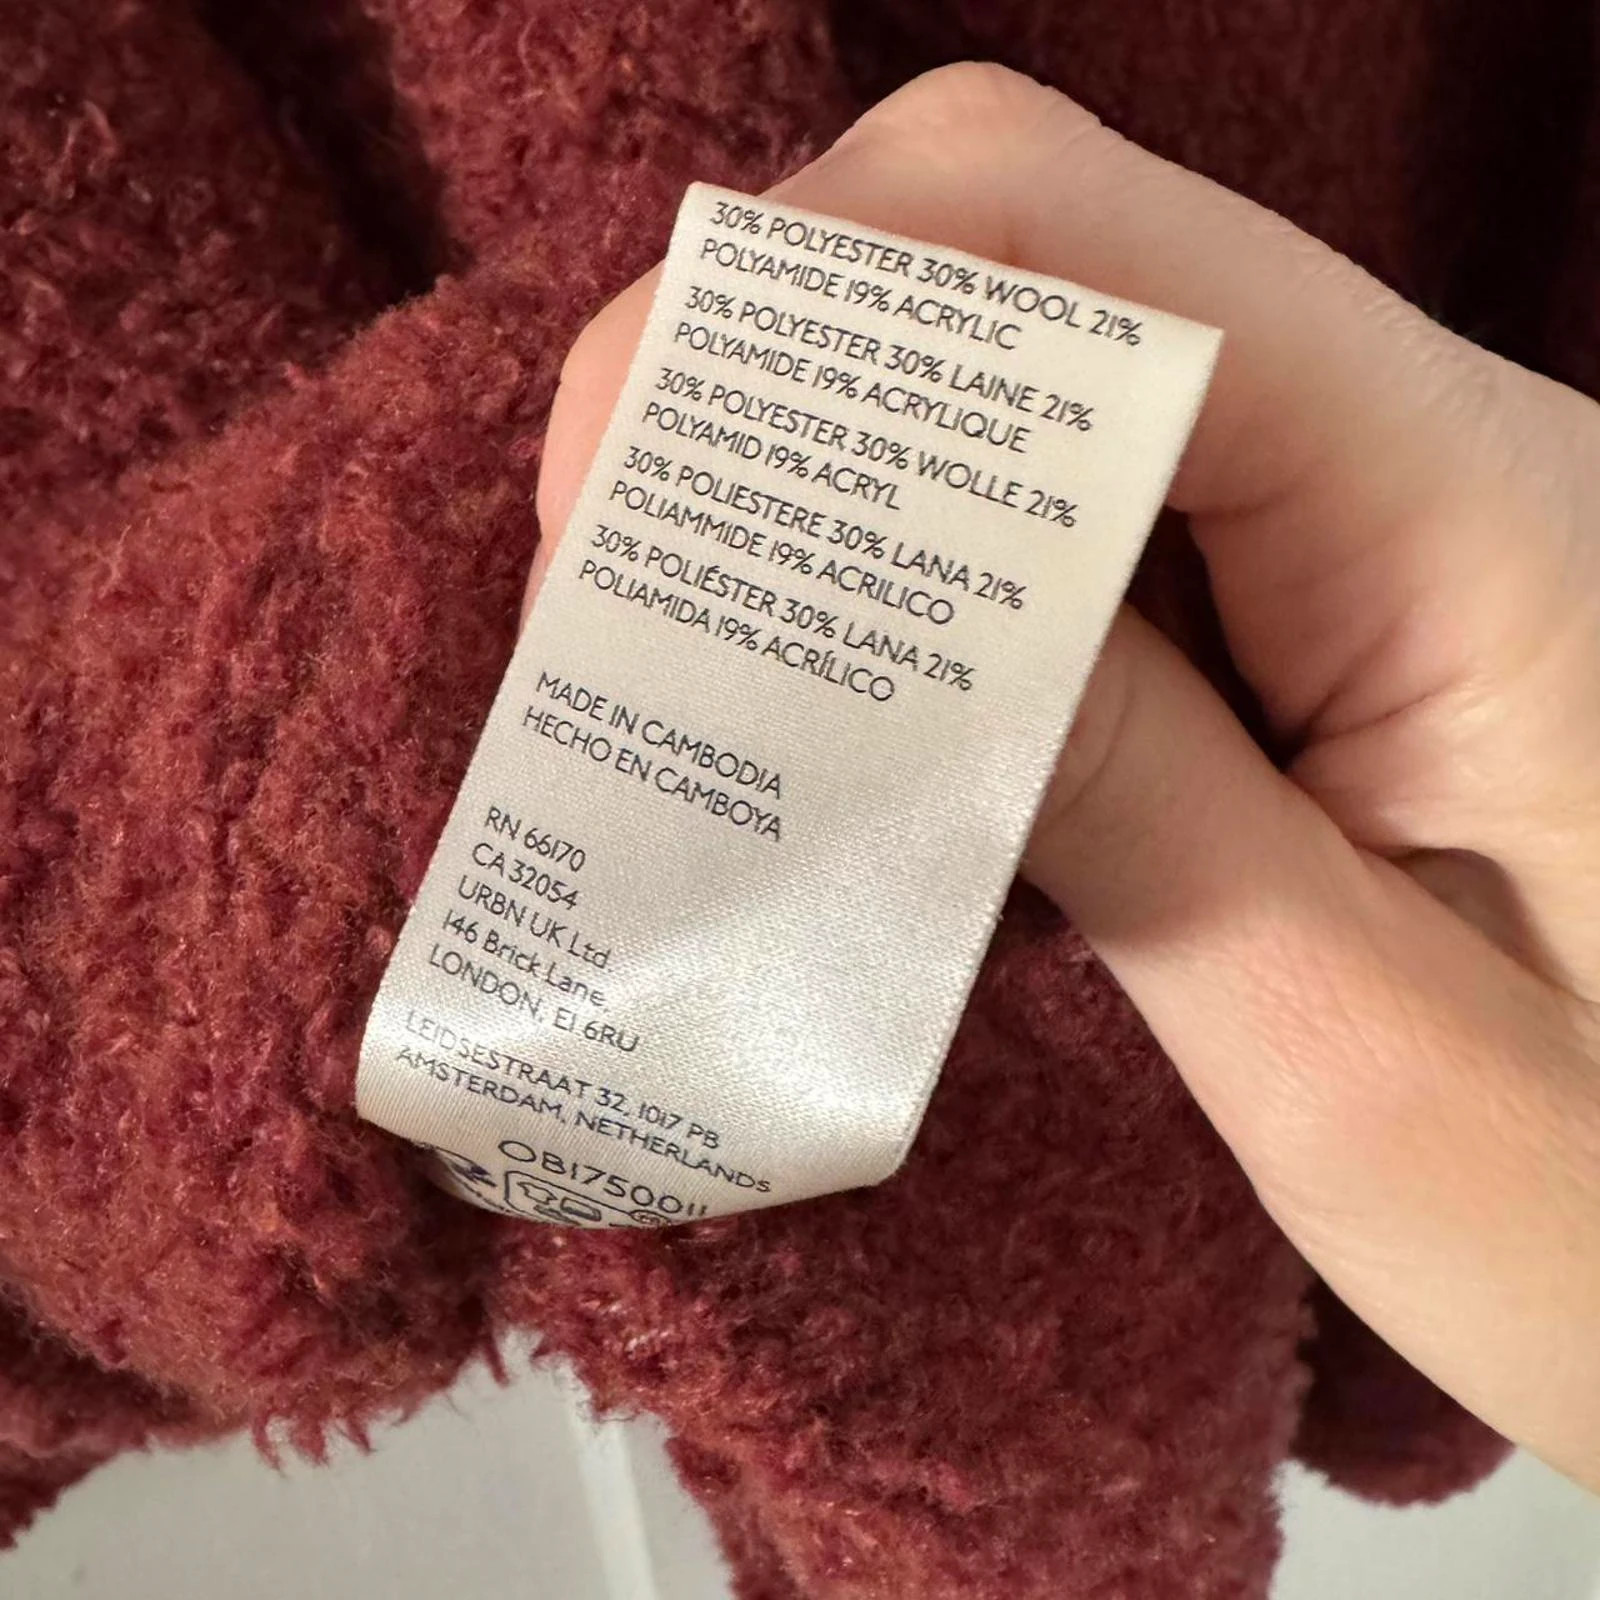 30% POLYESTER 30% WOOL 21%
POLYAMIDE 19% ACRYLIC
30% POLYESTER 30% LAINE 21%
POLYAMIDE 19% ACRYLIQUE
30% POLYESTER 30% WOLLE 21%
POLYAMID 19% ACRYL
30% POLIESTERE 30% LANA 21%
POLIAMMIDE 19% ACRILICO
30% POLIÉSTER 30% LANA 21%
POLIAMIDA 19% ACRÍLICO
MADE IN CAMBODIA
HECHO EN CAMBOYA
RN 66170
CA 32054
URBN UK Ltd
146 Brick Lane,
LONDON, E1 6RU
LEIDSESTRAAT 32, 1017 PB
AMSTERDAM, NETHERLANDS